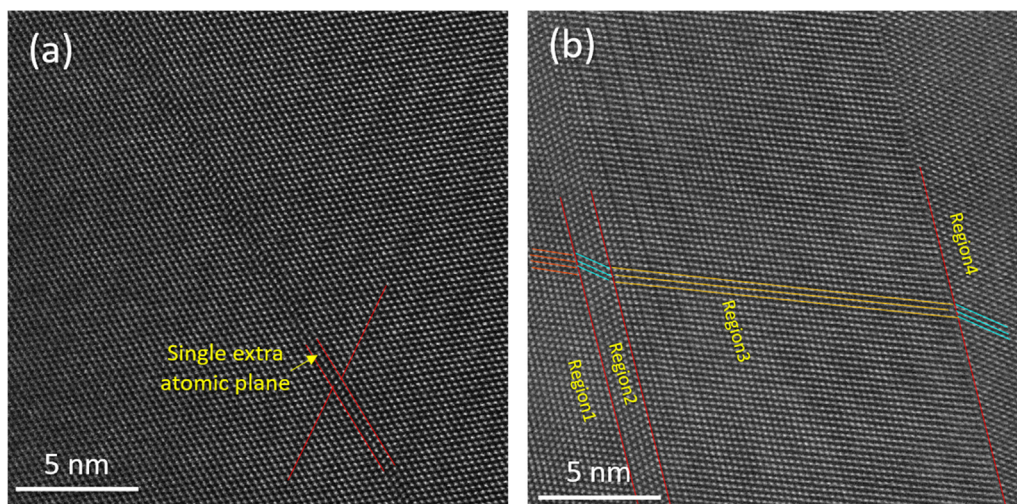 (a)
Single extra
atomic plane
5 nm
(b)
Region1
Region2
Region3
Region4
5 nm